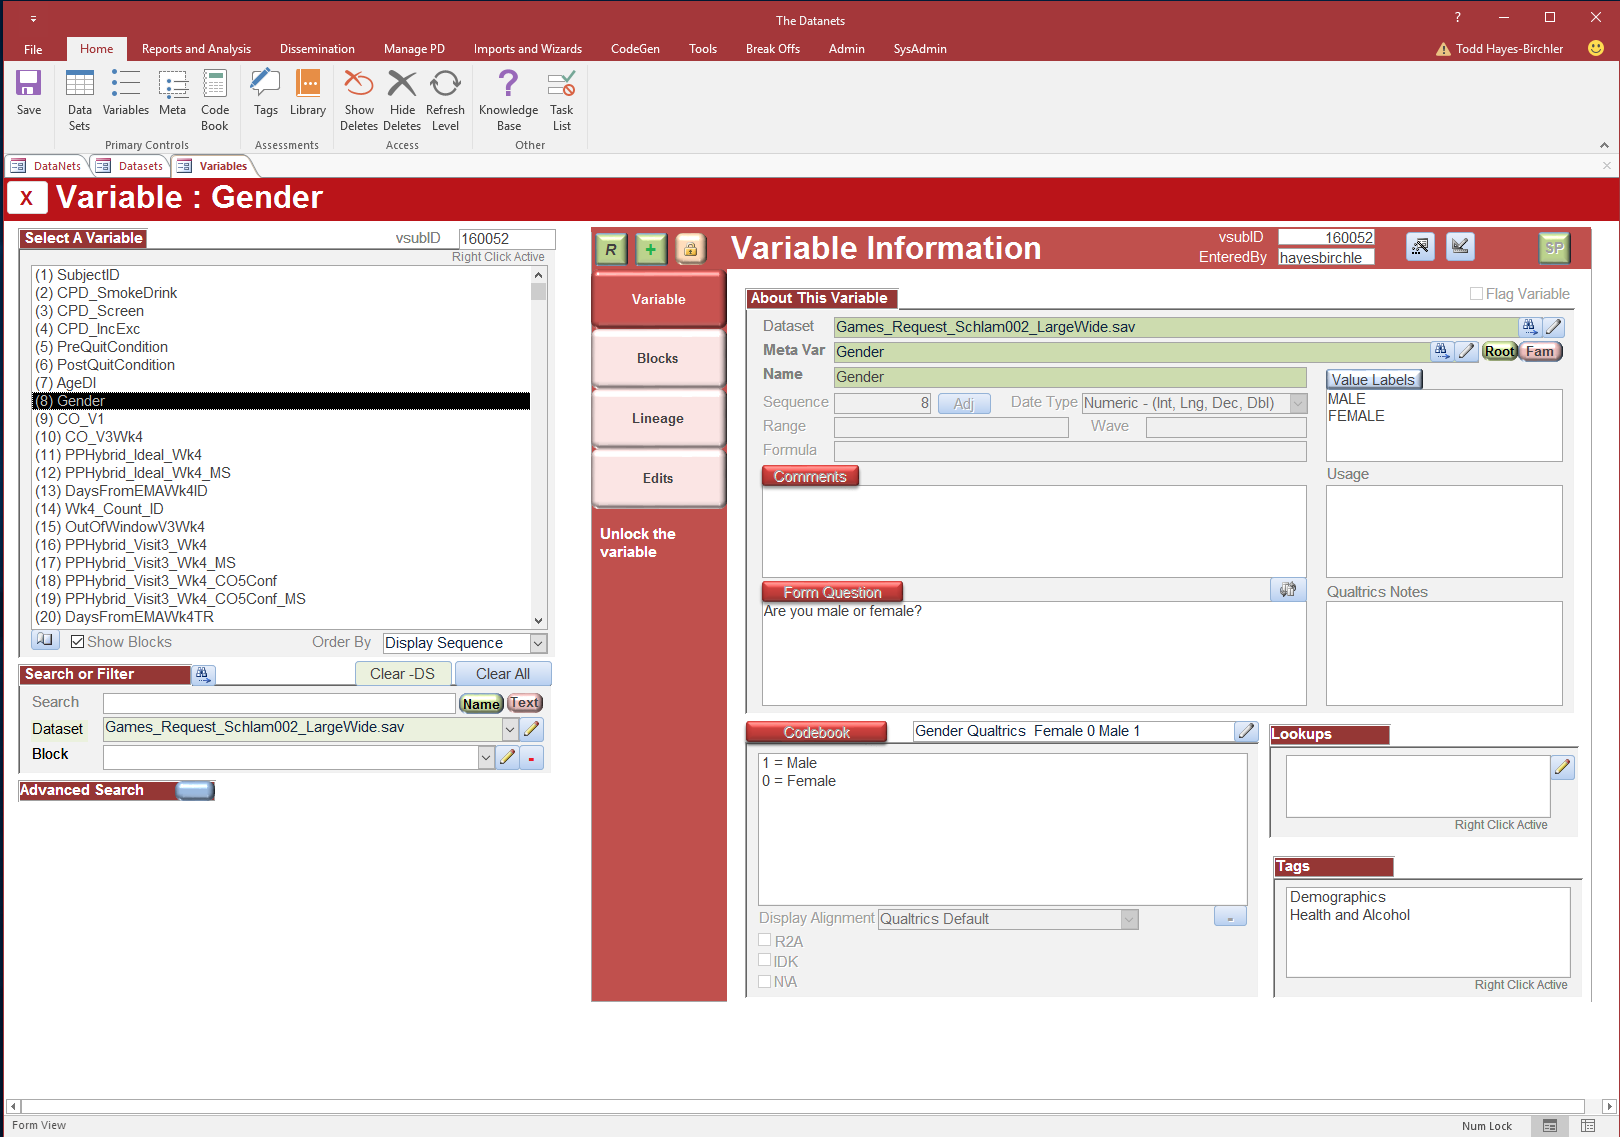 The Datanets
?
File Home Reports and Analysis Dissemination Manage PD Imports and Wizards CodeGen Tools Break Offs Admin SysAdmin Todd Hayes-Birchler
Save
Data Sets
Variables
Meta
Code Book
Tags
Library
Show Deletes
Hide Deletes
Refresh Level
Knowledge Base
Task List
Primary Controls Assessments Access Other
DataNets Datasets Variables
X Variable : Gender
Select A Variable vsubID 160052
Right Click Active
(1) SubjectID
(2) CPD_SmokeDrink
(3) CPD_Screen
(4) CPD_IncExc
(5) PreQuitCondition
(6) PostQuitCondition
(7) AgeDI
(8) Gender
(9) CO_V1
(10) CO_V3Wk4
(11) PPHybrid_Ideal_Wk4
(12) PPHybrid_Ideal_Wk4_MS
(13) DaysFromEMAWk4ID
(14) Wk4_Count_ID
(15) OutOfWindowV3Wk4
(16) PPHybrid_Visit3_Wk4
(17) PPHybrid_Visit3_Wk4_MS
(18) PPHybrid_Visit3_Wk4_CO5Conf
(19) PPHybrid_Visit3_Wk4_CO5Conf_MS
(20) DaysFromEMAWk4TR
Show Blocks Order By Display Sequence
Search or Filter Clear -DS Clear All
Search Name Text
Dataset Games_Request_Schlam002_LargeWide.sav
Block -
Advanced Search
R + Variable Information vsubID 160052 SP
EnteredBy hayesbirchle
Variable
Blocks
Lineage
Edits
Unlock the
variable
About This Variable Flag Variable
Dataset Games_Request_Schlam002_LargeWide.sav
Meta Var Gender Root Fam
Name Gender Value Labels
Sequence 8 Adj Date Type Numeric - (Int, Lng, Dec, Dbl)
MALE
FEMALE
Range Wave
Formula
Comments Usage
Form Question Qualtrics Notes
Are you male or female?
Codebook Gender Qualtrics Female 0 Male 1
1 = Male
0 = Female
Display Alignment Qualtrics Default -
R2A
IDK
N\A
Lookups
Right Click Active
Tags
Demographics
Health and Alcohol
Right Click Active
Form View Num Lock